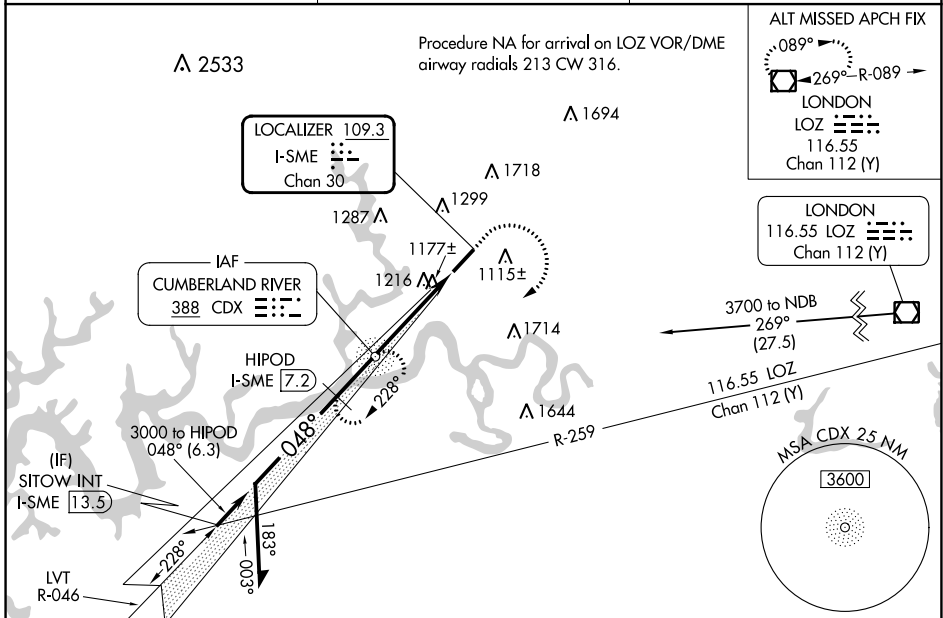 ALT MISSED APCH FIX
089°
269°
R-089
LONDON
LOZ
116.55
Chan 112 (Y)
Procedure NA for arrival on LOZ VOR/DME
airway radials 213 CW 316.
2533
1694
LOCALIZER 109.3
I-SME
Chan 30
1718
1299
1287
1177±
1216
1115±
LONDON
116.55 LOZ
Chan 112 (Y)
IAF
CUMBERLAND RIVER
388 CDX
3700 to NDB
269°
(27.5)
1714
HIPOD
I-SME 7.2
228°
116.55 LOZ
Chan 112 (Y)
1644
R-259
048°
3000 to HIPOD
048° (6.3)
(IF)
SITOW INT
I-SME 13.5
MSA CDX 25 NM
3600
228°
183°
003°
LVT
R-046